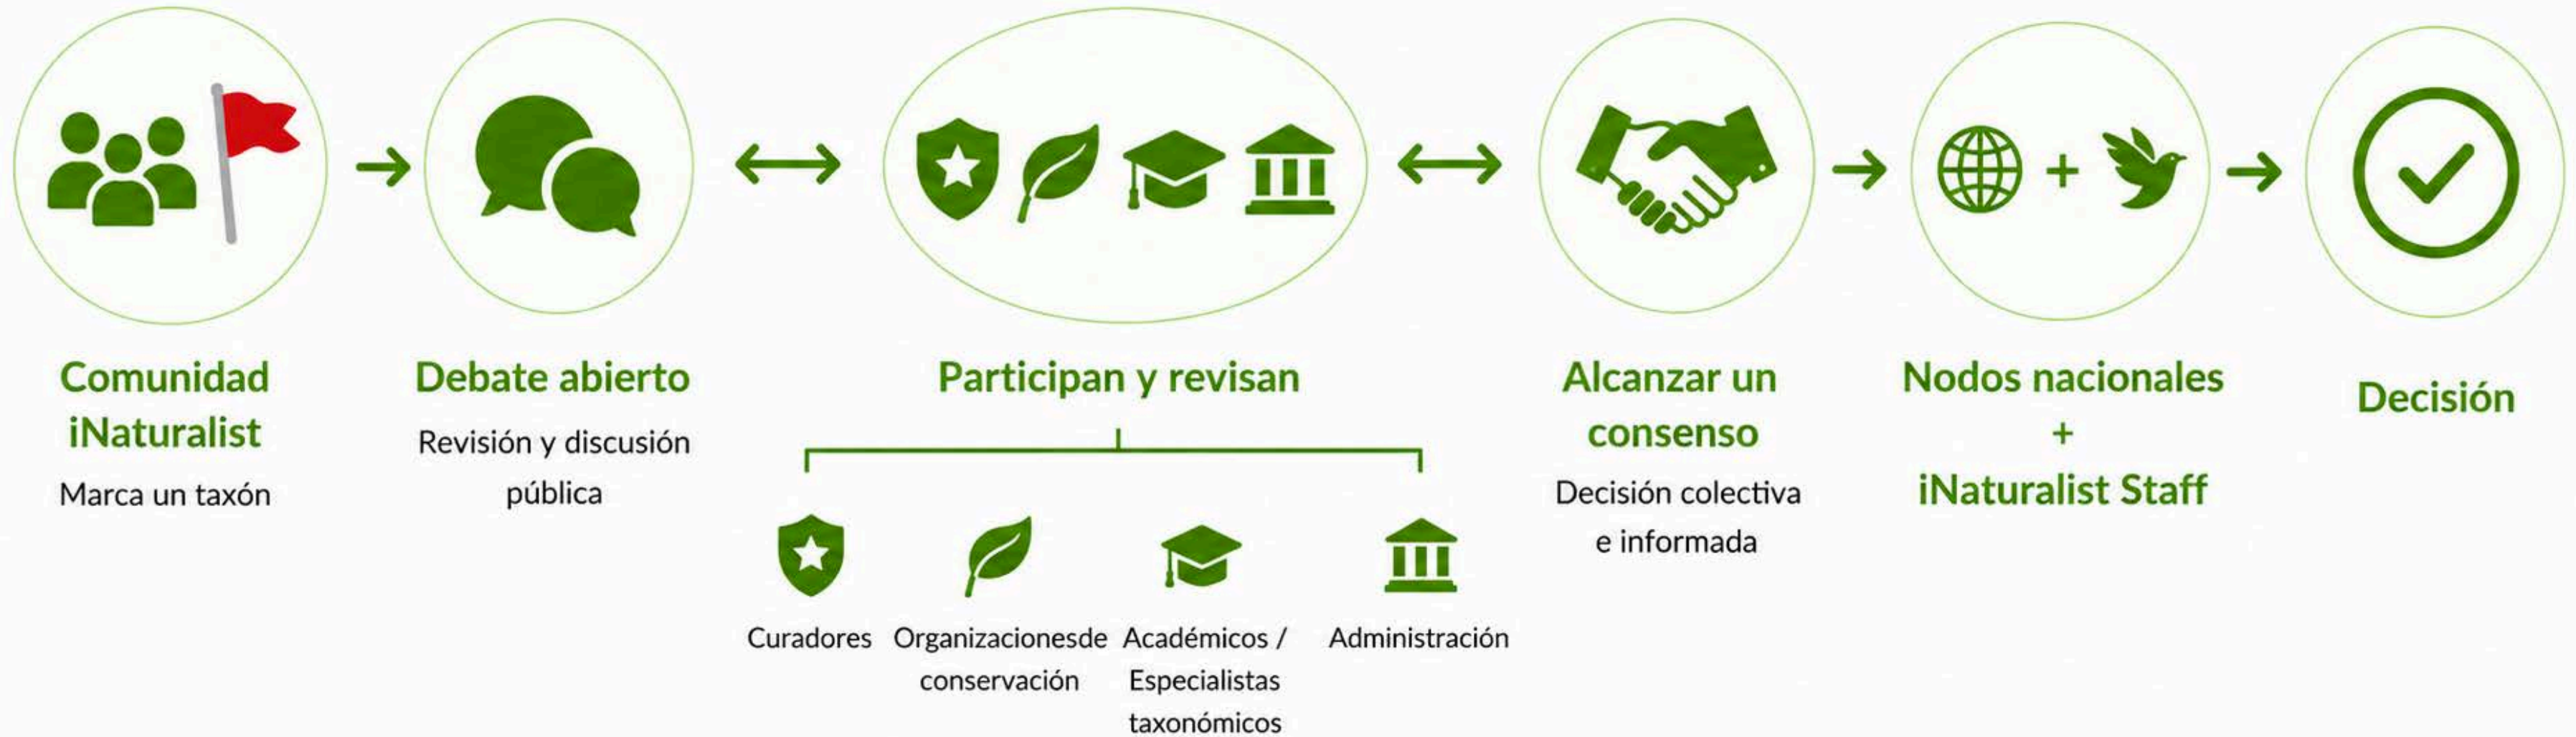 Comunidad
iNaturalist
Marca un taxón
Debate abierto
Revisión y discusión
pública
Participan y revisan
Curadores
Organizacionesde
conservación
Académicos /
Especialistas
taxonómicos
Administración
Alcanzar un
consenso
Decisión colectiva
e informada
Nodos nacionales
+
iNaturalist Staff
Decisión